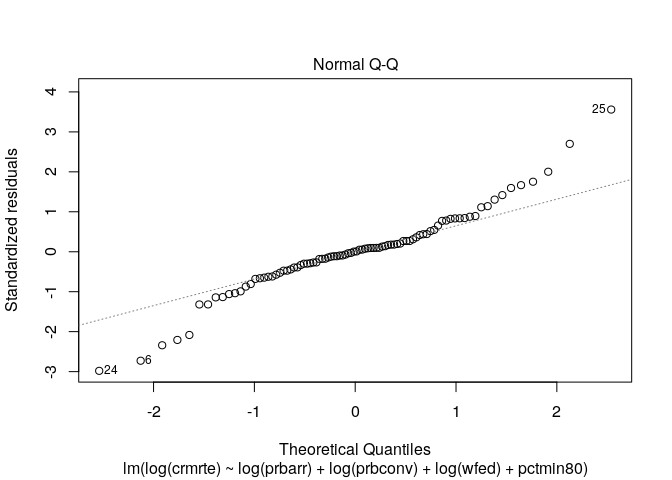 Normal Q-Q
Standardized residuals
4
3
2
1
0
-1
-2
-3
25
6
24
-2 -1 0 1 2
Theoretical Quantiles
lm(log(crmrte) ~ log(prbarr) + log(prbconv) + log(wfed) + pctmin80)